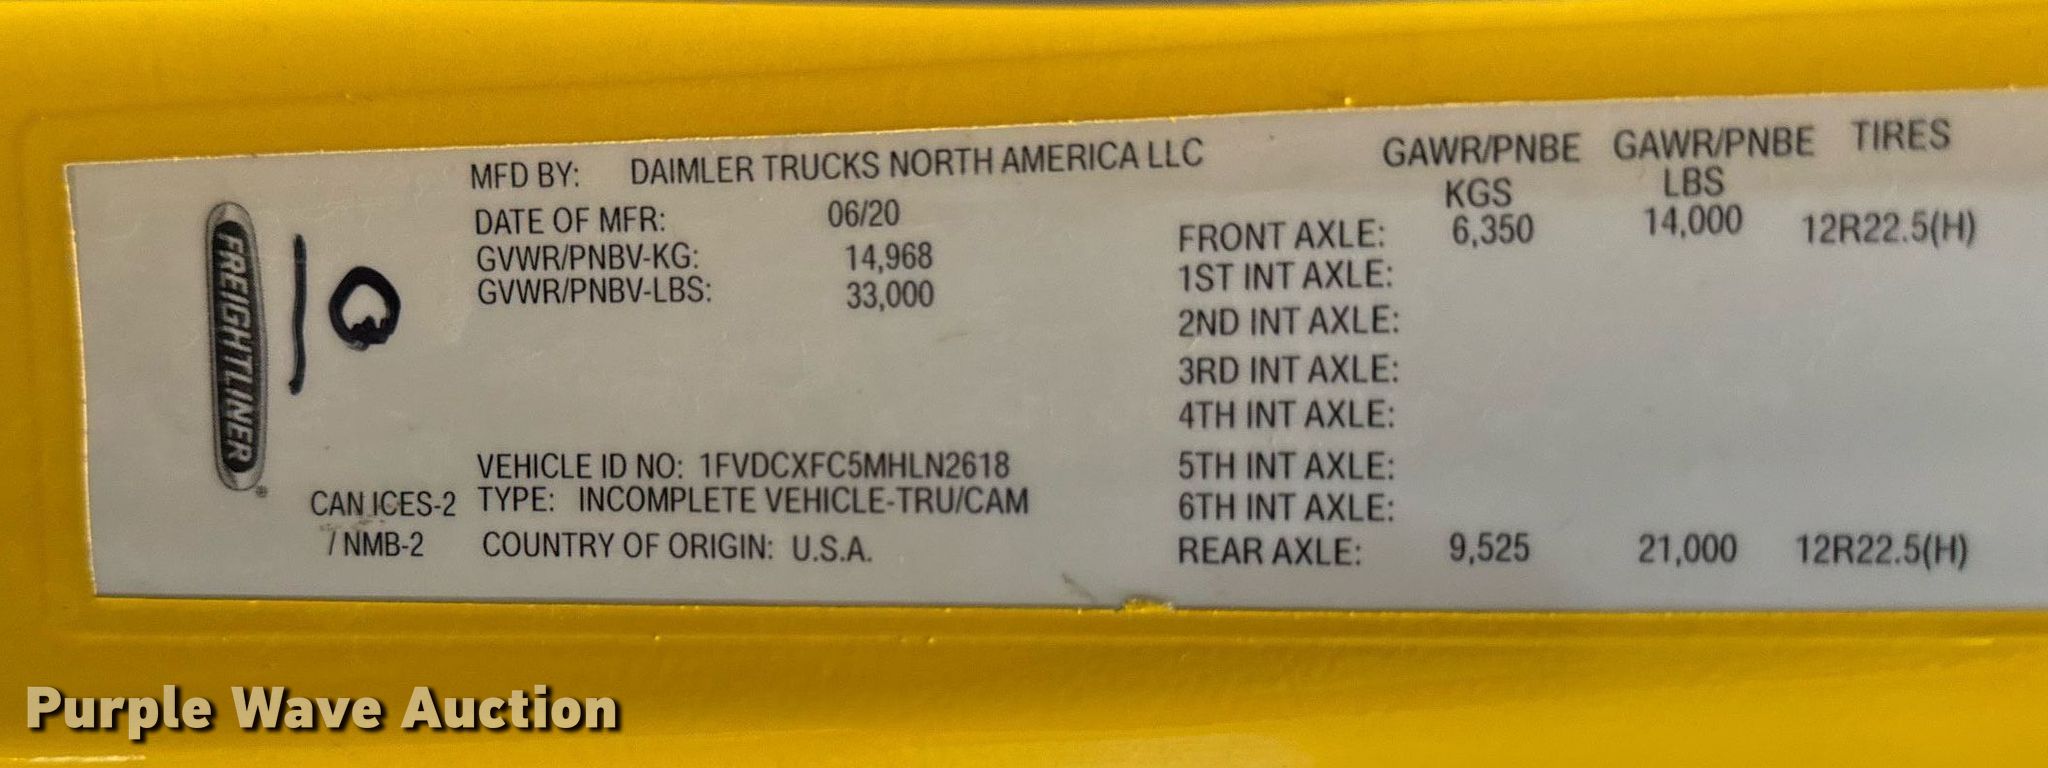 MFD BY: DAIMLER TRUCKS NORTH AMERICA LLC
DATE OF MFR: 06/20
GVWR/PNBV-KG: 14,968
GVWR/PNBV-LBS: 33,000
FREIGHTLINER
10
VEHICLE ID NO: 1FVDCXFC5MHLN2618
CAN ICES-2 TYPE: INCOMPLETE VEHICLE-TRU/CAM
/ NMB-2 COUNTRY OF ORIGIN: U.S.A.
GAWR/PNBE GAWR/PNBE TIRES
KGS LBS
FRONT AXLE: 6,350 14,000 12R22.5(H)
1ST INT AXLE:
2ND INT AXLE:
3RD INT AXLE:
4TH INT AXLE:
5TH INT AXLE:
6TH INT AXLE:
REAR AXLE: 9,525 21,000 12R22.5(H)
Purple Wave Auction